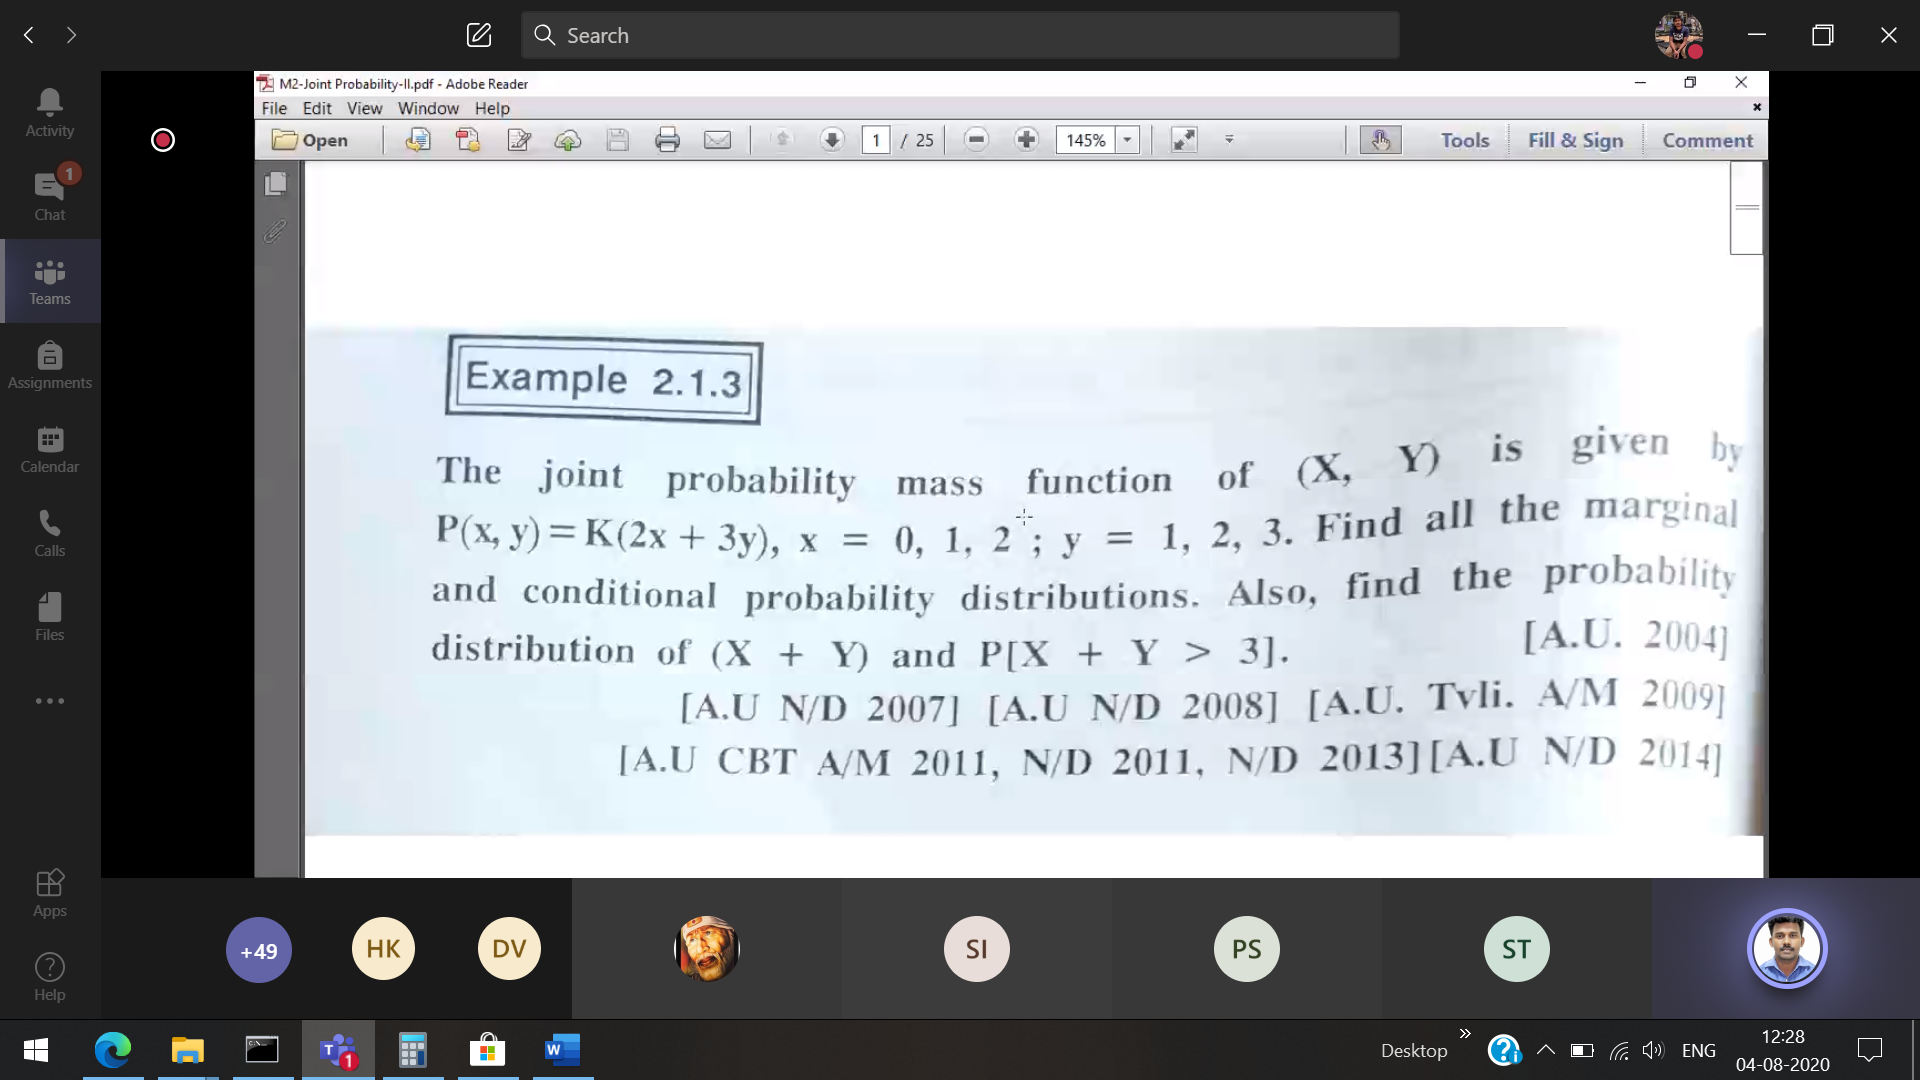 Search
M2-Joint Probability-II.pdf - Adobe Reader
File Edit View Window Help
Open 1 / 25 145% Tools Fill & Sign Comment
Activity
1
Chat
Teams
Assignments
Calendar
Calls
Files
Apps
Help
Example 2.1.3
The joint probability mass function of (X, Y) is given by
P(x, y) = K(2x + 3y), x = 0, 1, 2 ; y = 1, 2, 3. Find all the marginal
and conditional probability distributions. Also, find the probability
distribution of (X + Y) and P[X + Y > 3]. [A.U. 2004]
[A.U N/D 2007] [A.U N/D 2008] [A.U. Tvli. A/M 2009]
[A.U CBT A/M 2011, N/D 2011, N/D 2013] [A.U N/D 2014]
+49 HK DV SI PS ST
T 1 W Desktop ENG 12:28
04-08-2020